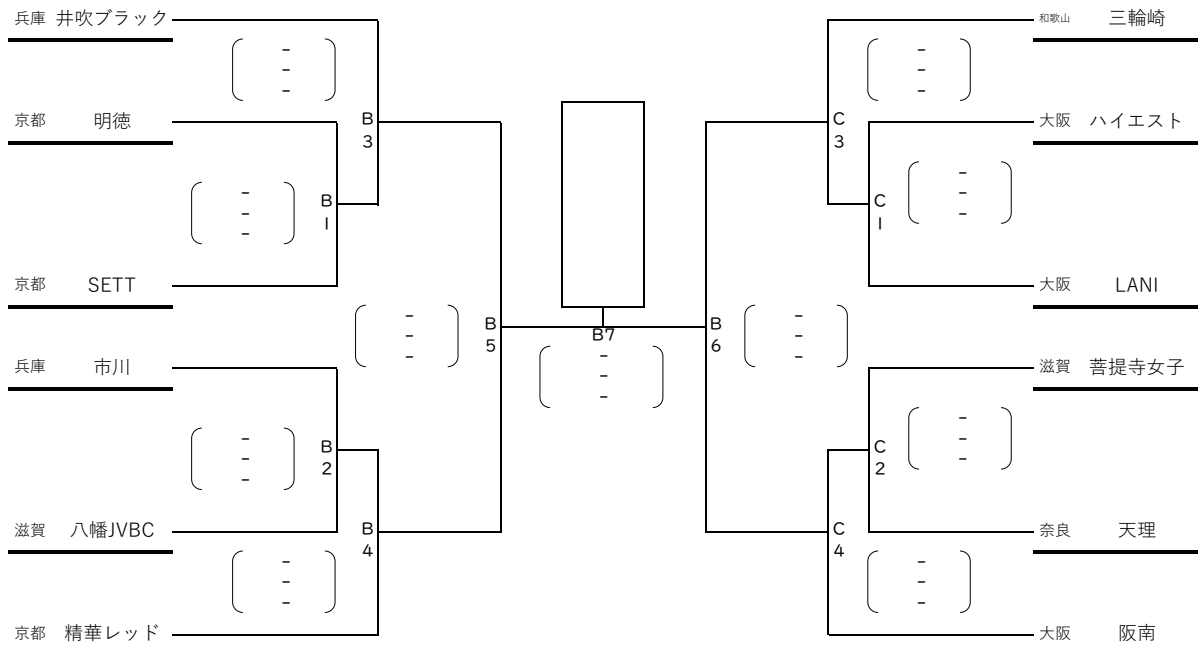 兵庫 井吹ブラック
-
-
-
京都 明徳
B
3
-
-
-
B
1
京都 SETT
-
-
-
B
5
兵庫 市川
-
-
-
B
2
滋賀 八幡JVBC
B
4
-
-
-
京都 精華レッド
B7
-
-
-
和歌山 三輪崎
-
-
-
C
3
大阪 ハイエスト
-
-
-
C
1
大阪 LANI
B
6
-
-
-
滋賀 菩提寺女子
-
-
-
C
2
奈良 天理
C
4
-
-
-
大阪 阪南